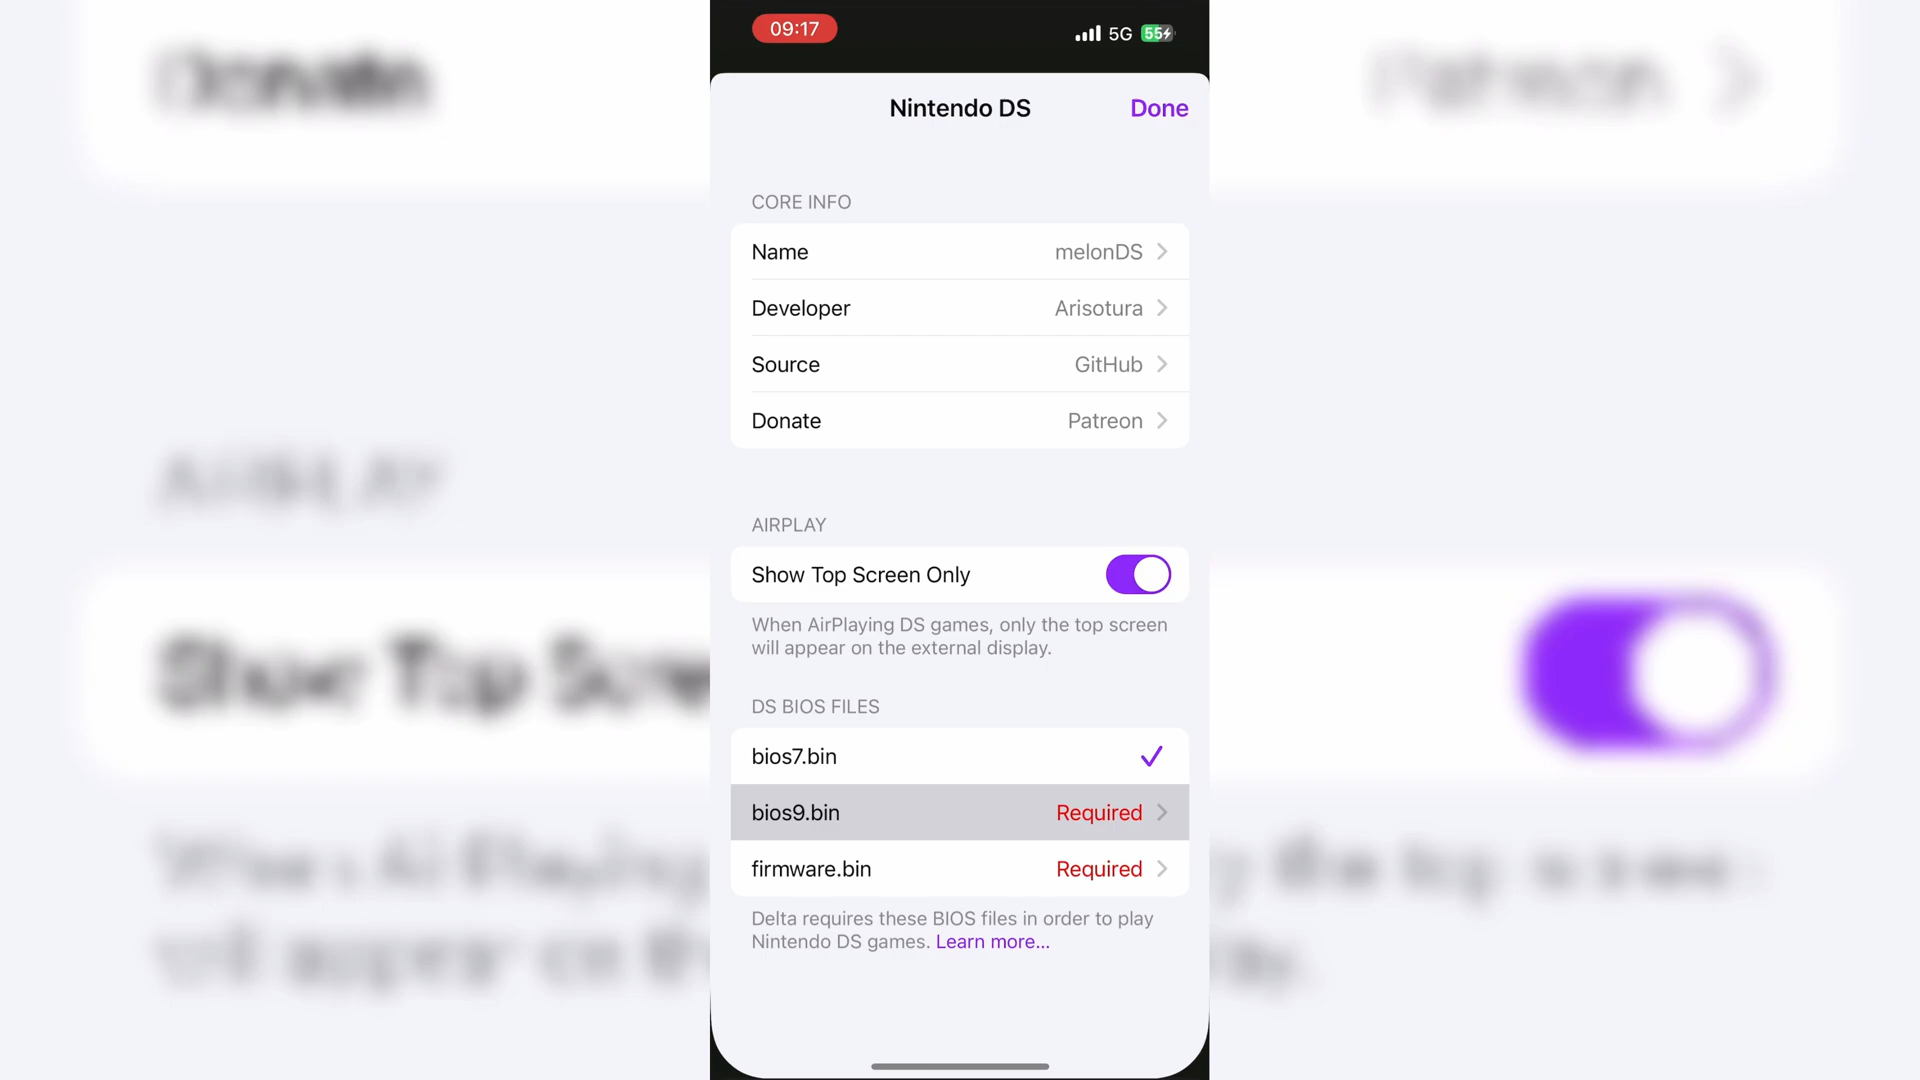 09:17
5G
55
Nintendo DS
Done
CORE INFO
Name
melonDS
Developer
Arisotura
Source
GitHub
Donate
Patreon
AIRPLAY
Show Top Screen Only
When AirPlaying DS games, only the top screen
will appear on the external display.
DS BIOS FILES
bios7.bin
bios9.bin
Required
firmware.bin
Required
Delta requires these BIOS files in order to play
Nintendo DS games. Learn more...